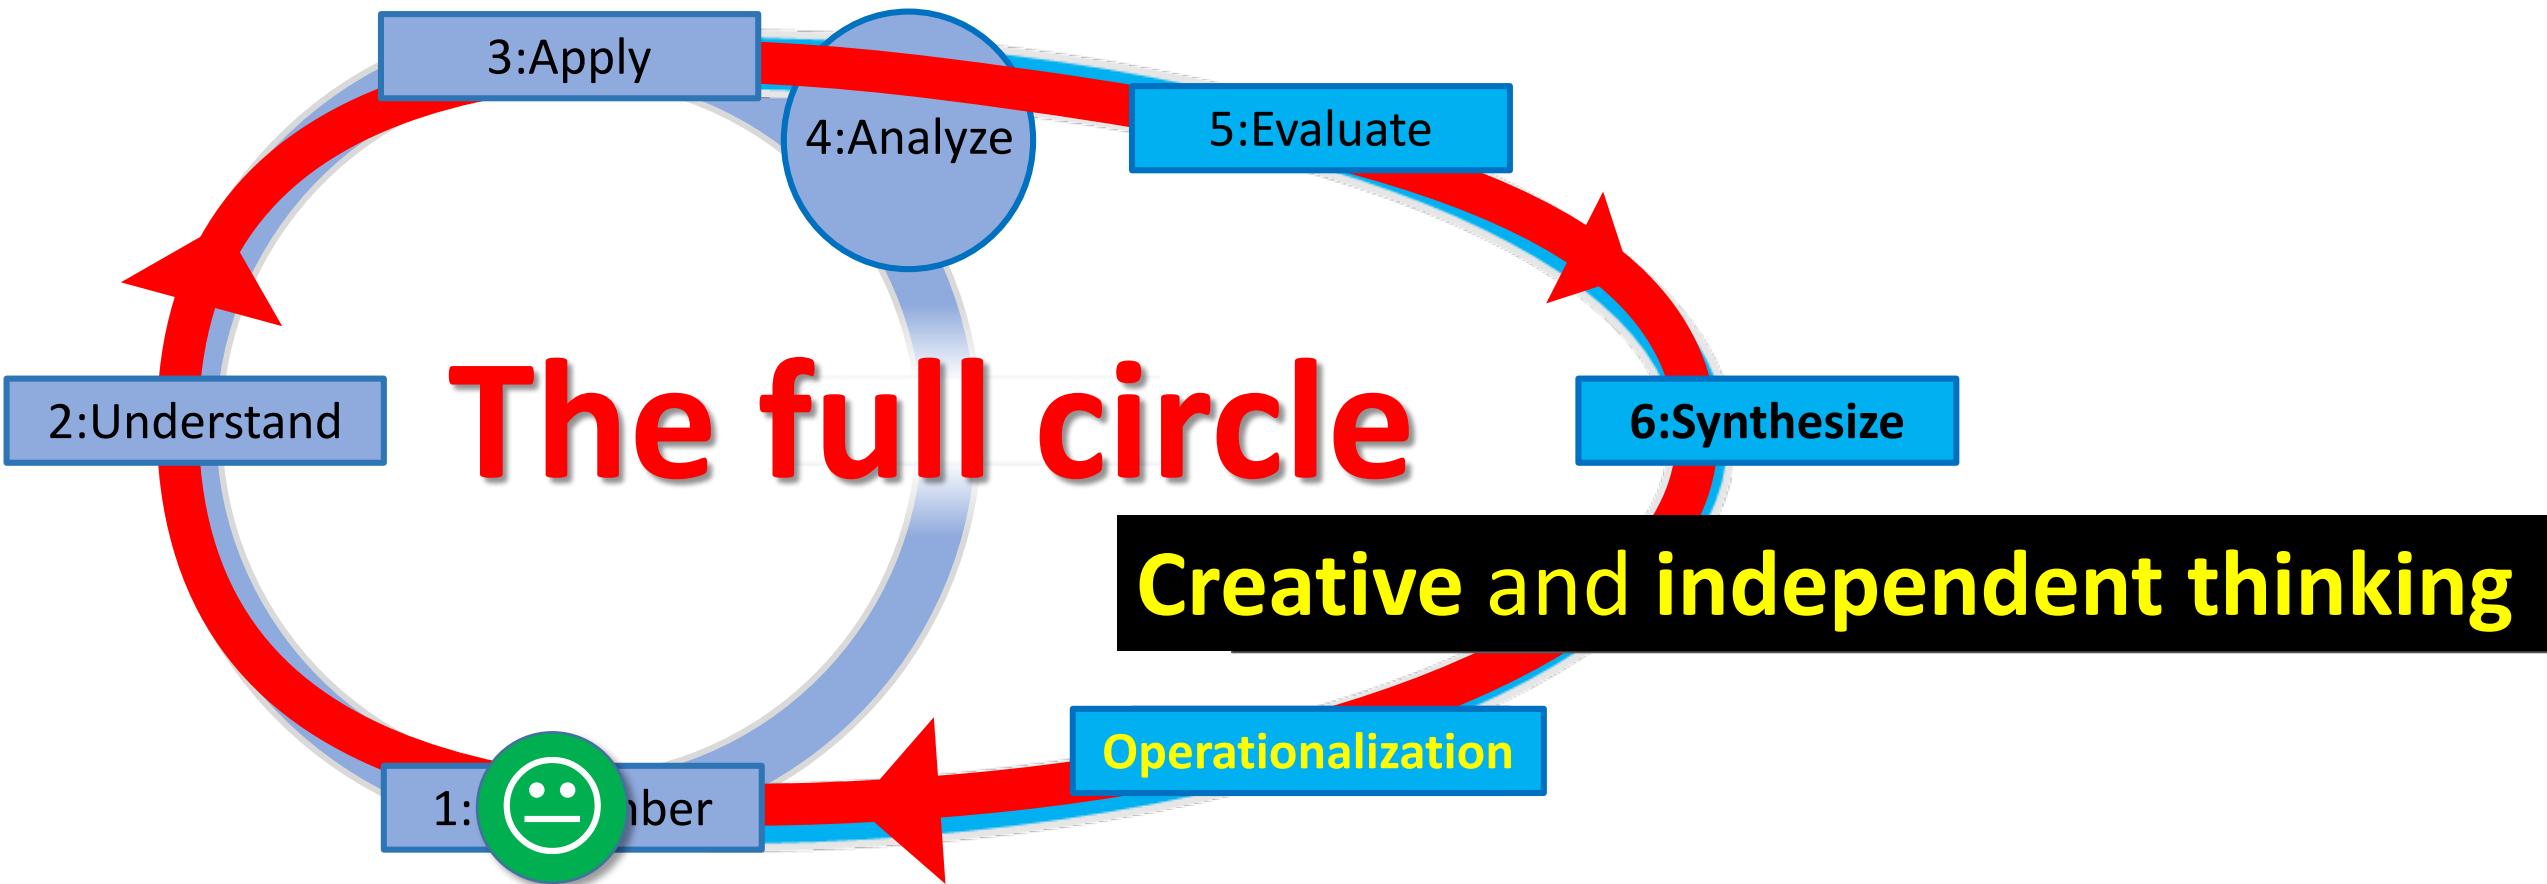 3:Apply
4:Analyze
5:Evaluate
The full circle
2:Understand
6:Synthesize
Creative and independent thinking
Operationalization
1: